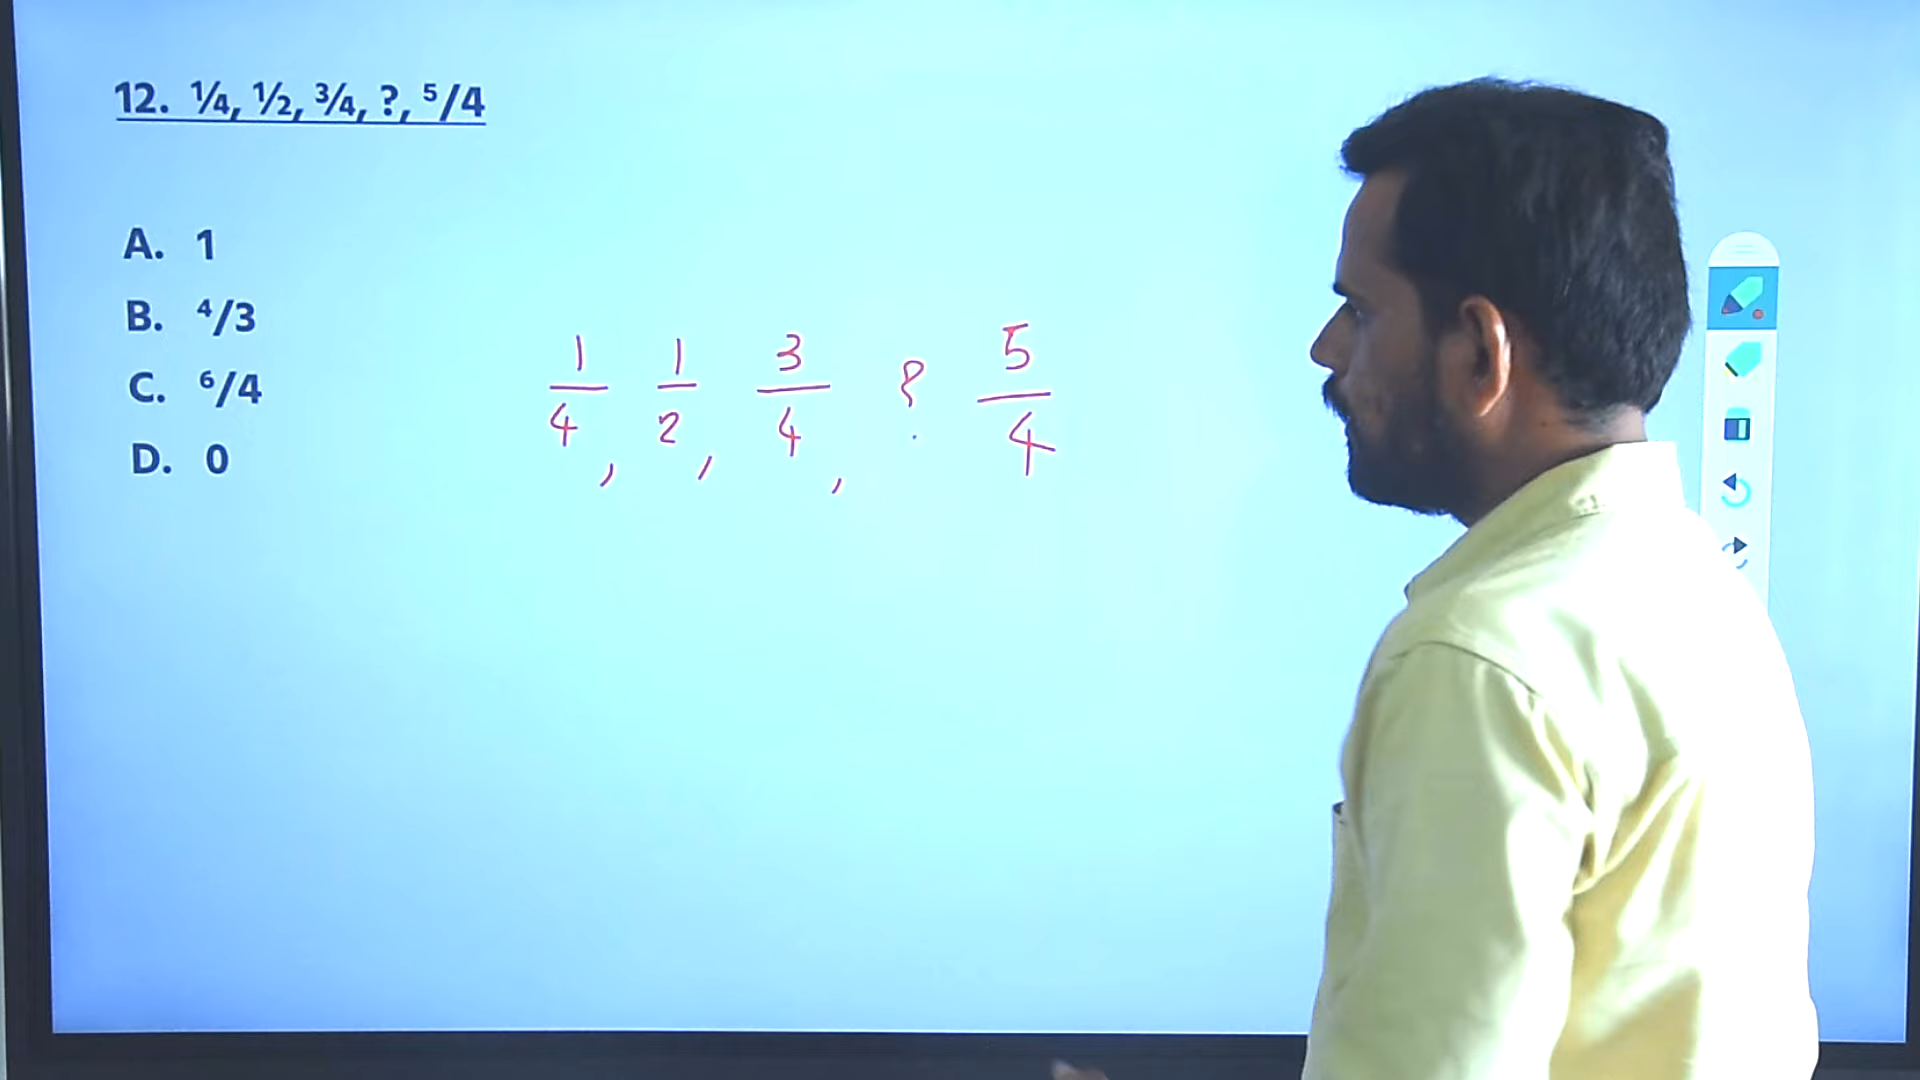 12. ¼, ½, ¾, ?, ⁵/4
A. 1
B. ⁴/3
C. ⁶/4
D. 0
1/4, 1/2, 3/4, ? 5/4